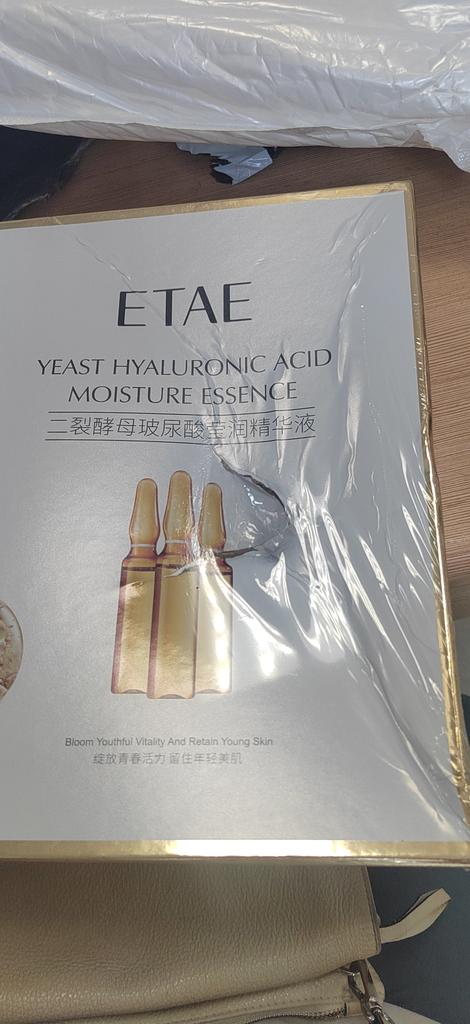 ETAE
YEAST HYALURONIC ACID
MOISTURE ESSENCE
二裂酵母玻尿酸莹润精华液
Bloom Youthful Vitality And Retain Young Skin
绽放青春活力 留住年轻美肌